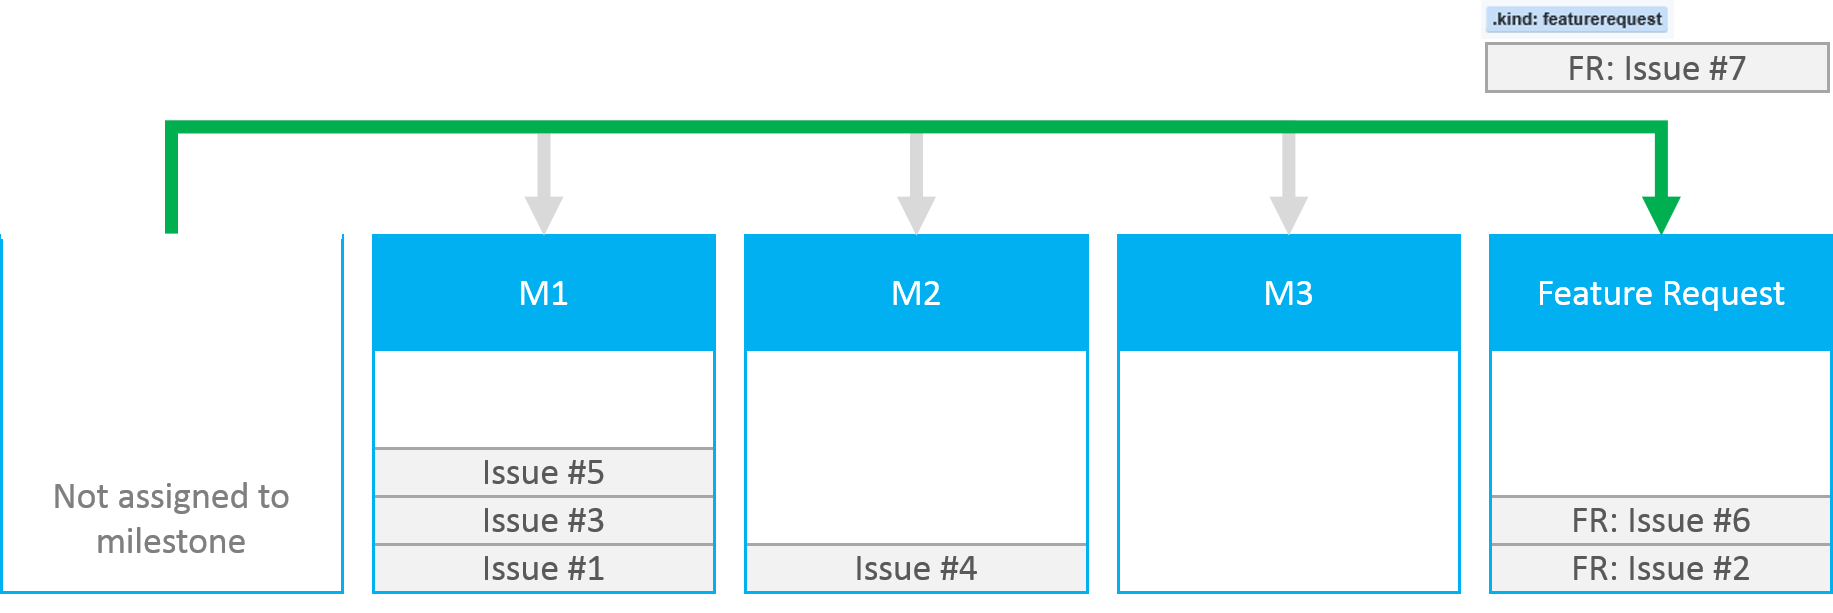 .kind: featurerequest
FR: Issue #7
M1
M2
M3
Feature Request
Not assigned to
milestone
Issue #5
Issue #3
Issue #1
Issue #4
FR: Issue #6
FR: Issue #2